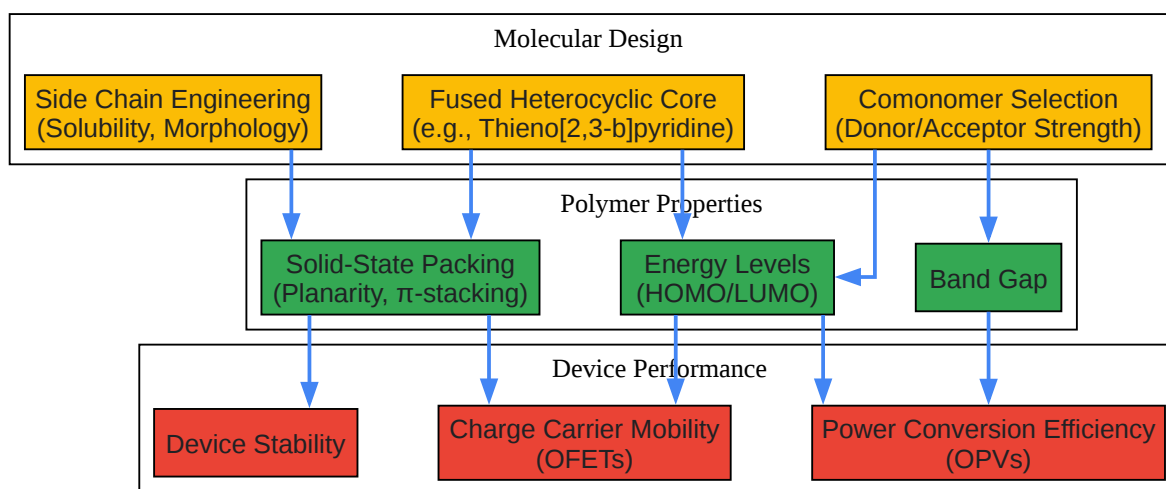 Molecular Design
Side Chain Engineering
(Solubility, Morphology)
Fused Heterocyclic Core
(e.g., Thieno[2,3-b]pyridine)
Comonomer Selection
(Donor/Acceptor Strength)
Polymer Properties
Solid-State Packing
(Planarity, π-stacking)
Energy Levels
(HOMO/LUMO)
Band Gap
Device Performance
Device Stability
Charge Carrier Mobility
(OFETs)
Power Conversion Efficiency
(OPVs)